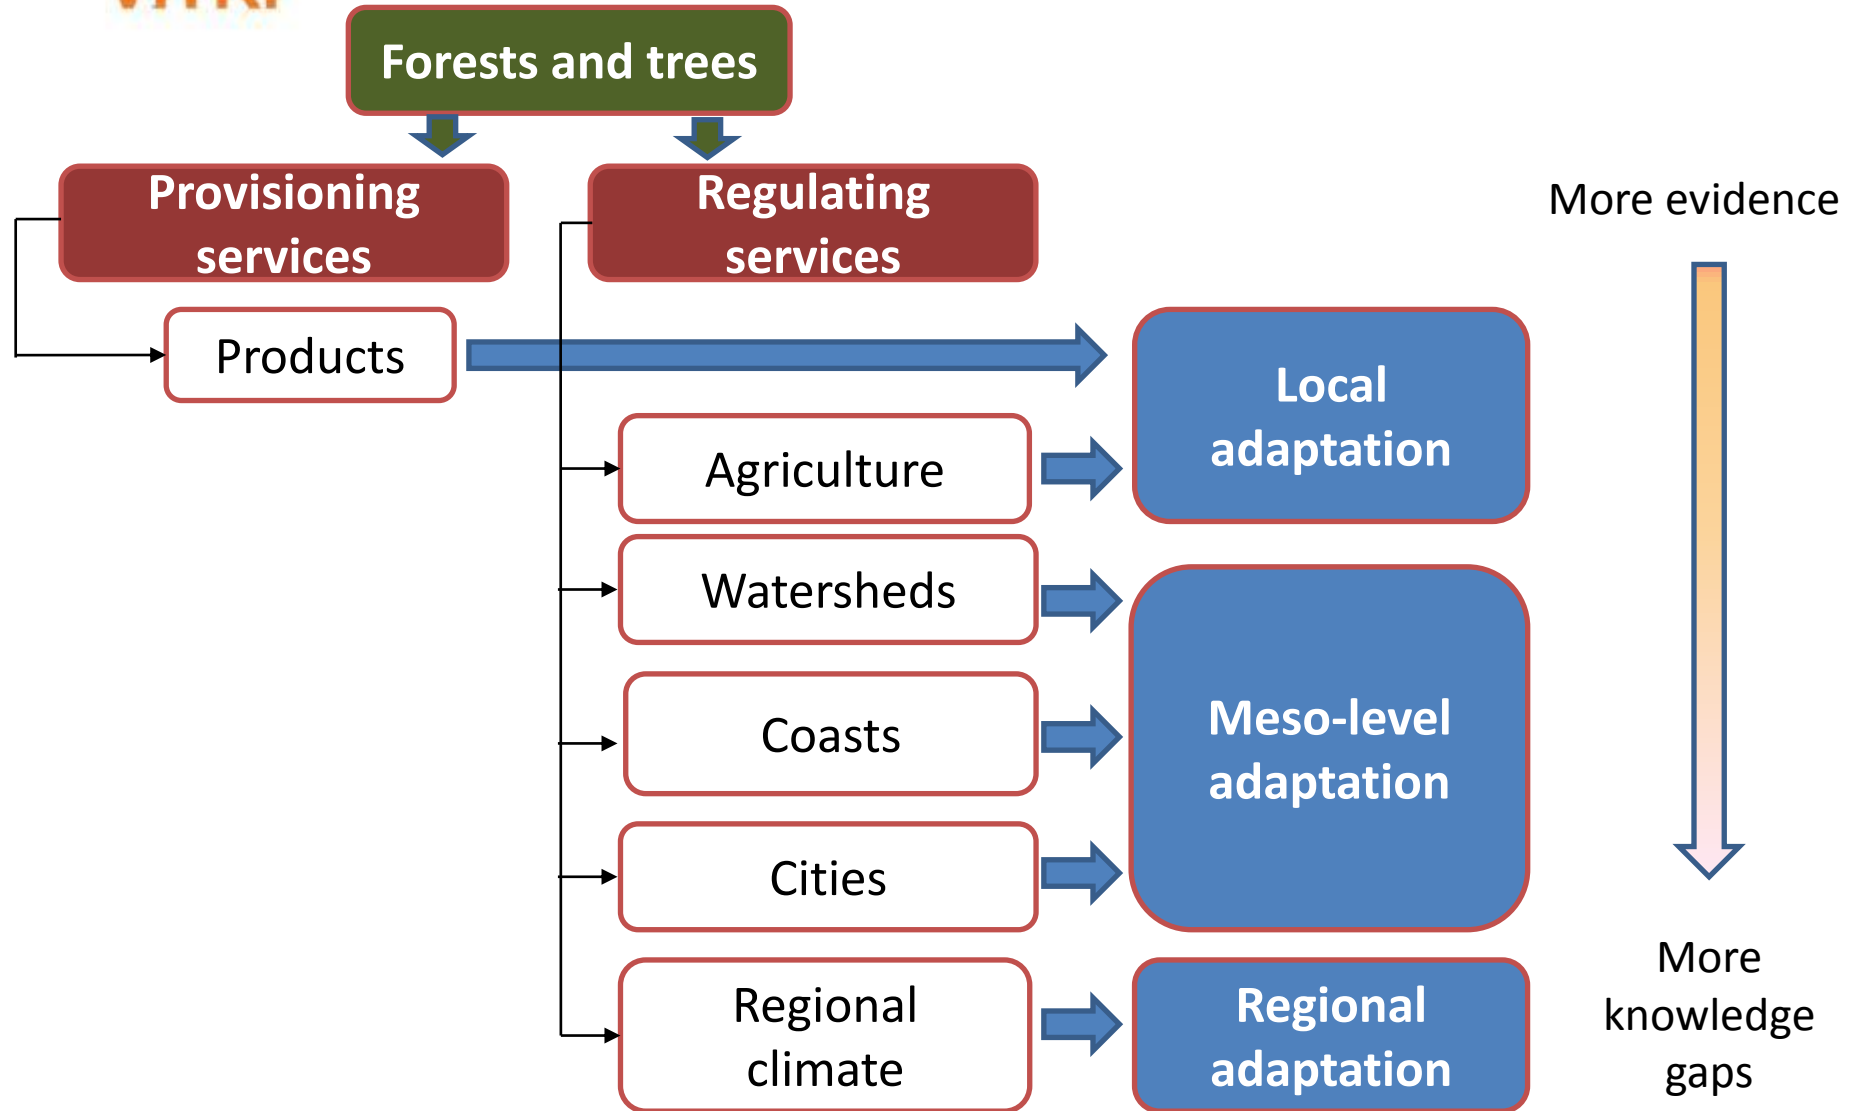 Forests and trees
Provisioning
services
Regulating
services
More evidence
Products
Local
adaptation
Agriculture
Watersheds
Meso-level
adaptation
Coasts
Cities
More
knowledge
gaps
Regional
climate
Regional
adaptation